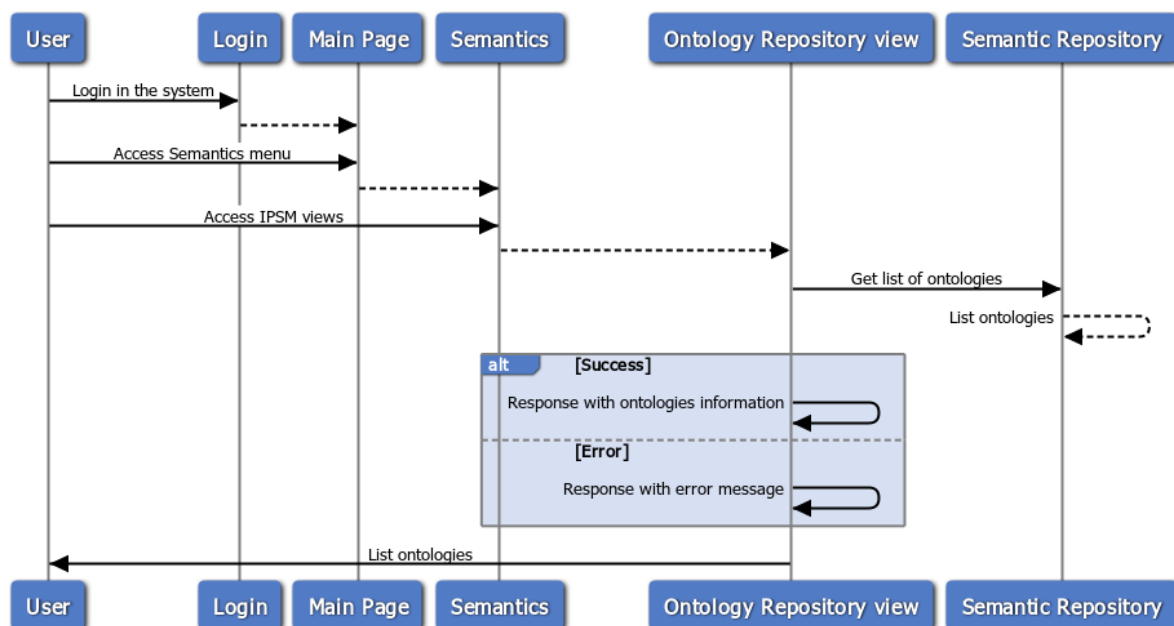 User
Login
Main Page
Semantics
Ontology Repository view
Semantic Repository
Login in the system
Access Semantics menu
Access IPSM views
Get list of ontologies
List ontologies
alt
[Success]
Response with ontologies information
[Error]
Response with error message
List ontologies
User
Login
Main Page
Semantics
Ontology Repository view
Semantic Repository